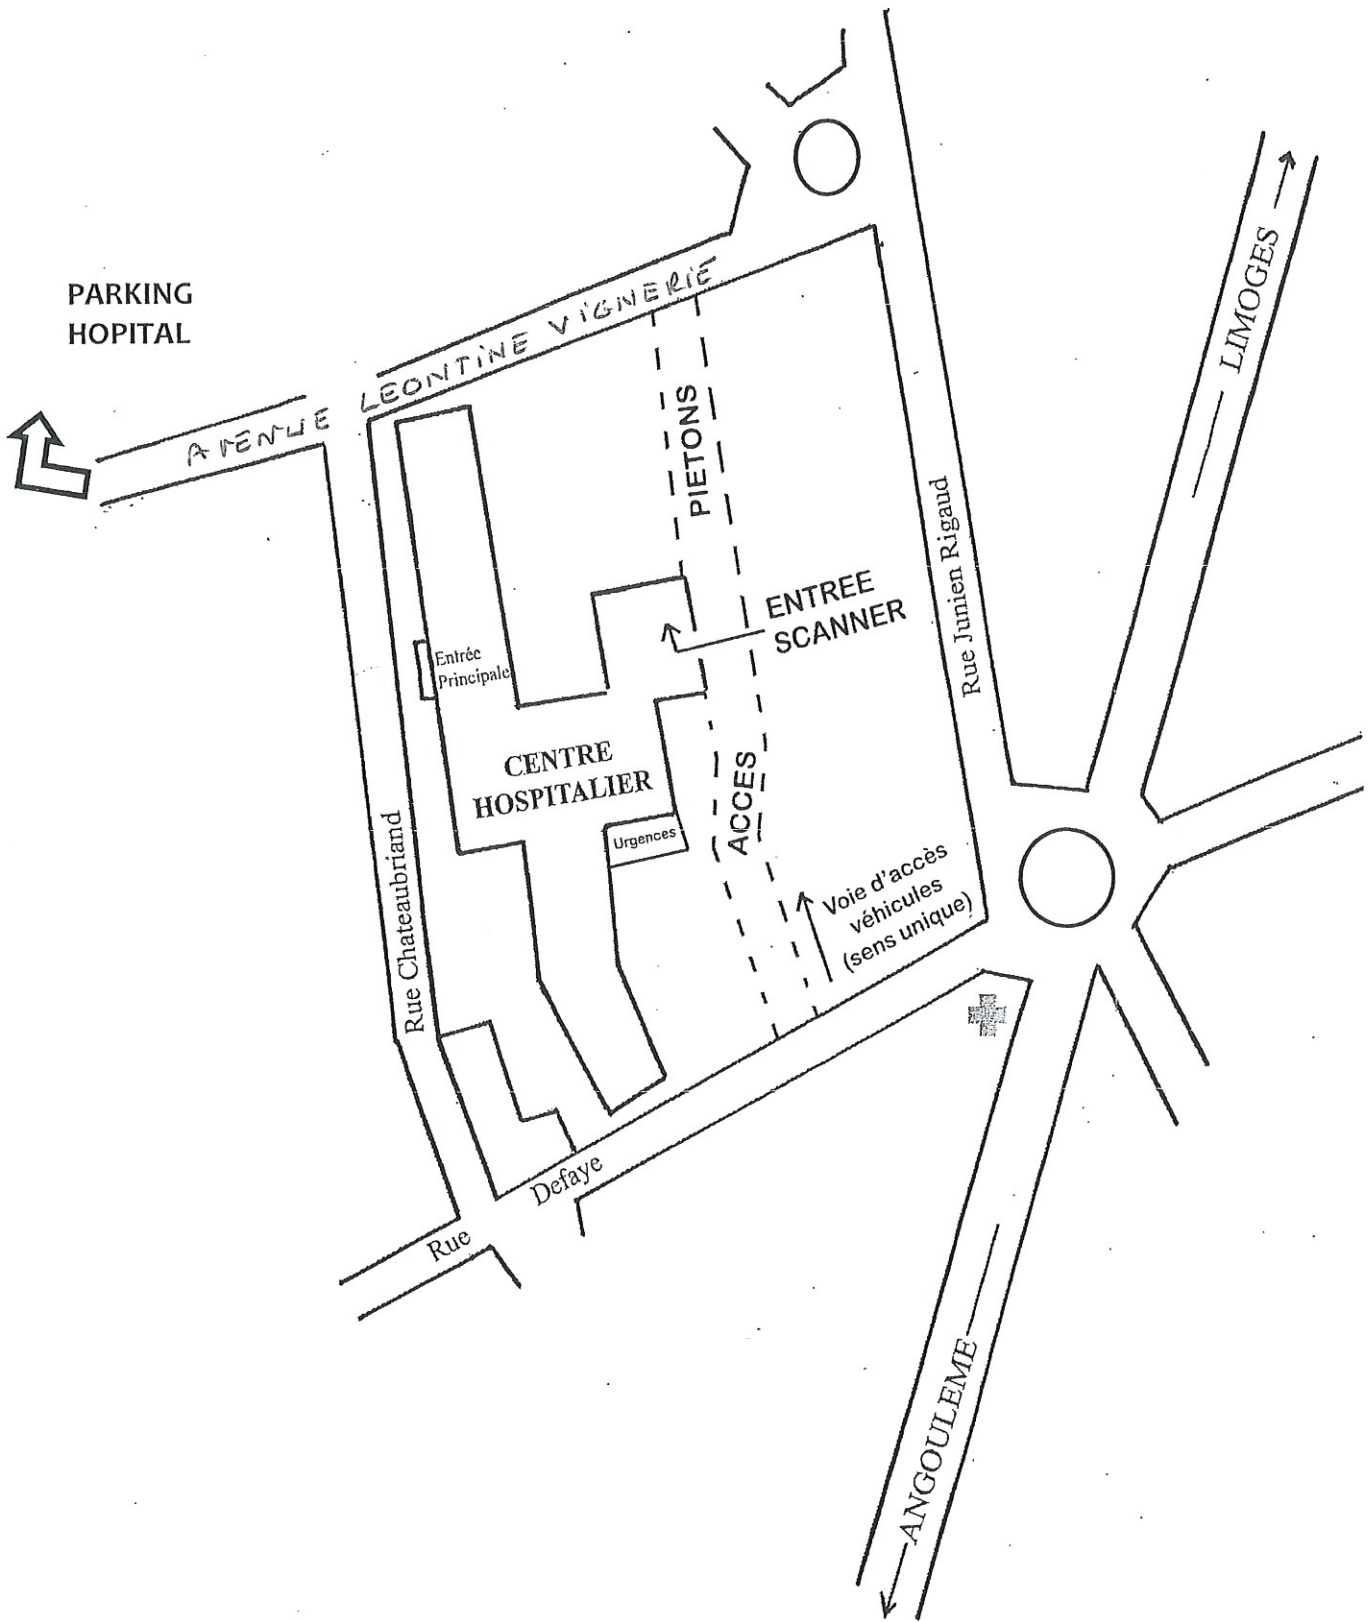 PARKING
HOPITAL
AVENUE LEONTINE VIGNERIE
LIMOGES
PIETONS
ENTREE
SCANNER
Rue Junien Rigaud
Entrée
Principale
CENTRE
HOSPITALIER
ACCES
Urgences
Rue Chateaubriand
Voie d'accès
véhicules
(sens unique)
Rue Defaye
ANGOULEME